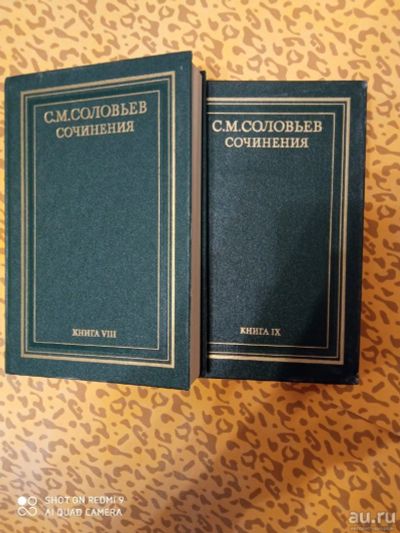 С.М.СОЛОВЬЕВ
СОЧИНЕНИЯ
КНИГА VIII
С.М.СОЛОВЬЕВ
СОЧИНЕНИЯ
КНИГА IX
SHOT ON REDMI 9
AI QUAD CAMERA
au.ru